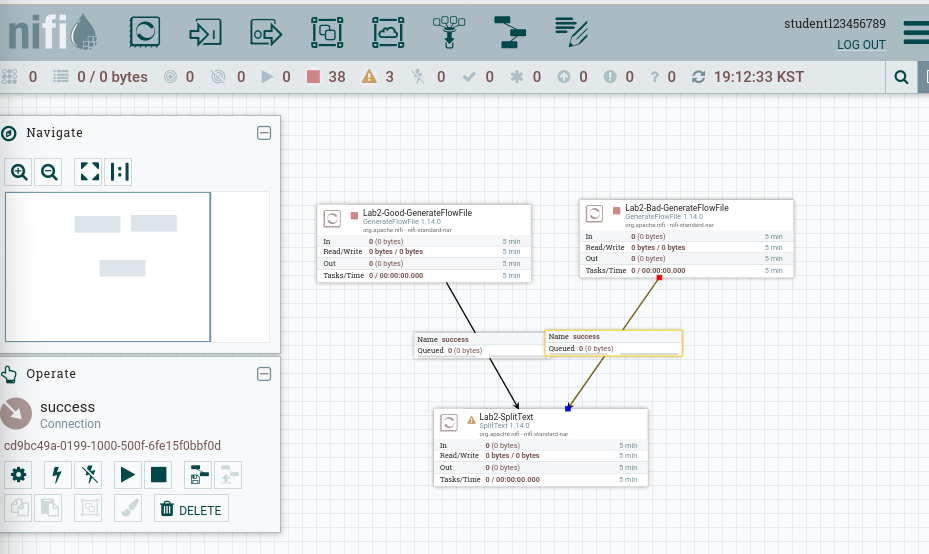 nifi
student123456789
LOG OUT
0 0 / 0 bytes 0 0 0 38 3 0 0 0 0 0 0 19:12:33 KST
Navigate
Operate
success
Connection
cd9bc49a-0199-1000-500f-6fe15f0bbf0d
DELETE
Lab2-Good-GenerateFlowFile
GenerateFlowFile 1.14.0
org.apache.nifi - nifi-standard-nar
In 0 (0 bytes) 5 min
Read/Write 0 bytes / 0 bytes 5 min
Out 0 (0 bytes) 5 min
Tasks/Time 0 / 00:00:00.000 5 min
Lab2-Bad-GenerateFlowFile
GenerateFlowFile 1.14.0
org.apache.nifi - nifi-standard-nar
In 0 (0 bytes) 5 min
Read/Write 0 bytes / 0 bytes 5 min
Out 0 (0 bytes) 5 min
Tasks/Time 0 / 00:00:00.000 5 min
Name success
Queued 0 (0 bytes)
Name success
Queued 0 (0 bytes)
Lab2-SplitText
SplitText 1.14.0
org.apache.nifi - nifi-standard-nar
In 0 (0 bytes) 5 min
Read/Write 0 bytes / 0 bytes 5 min
Out 0 (0 bytes) 5 min
Tasks/Time 0 / 00:00:00.000 5 min